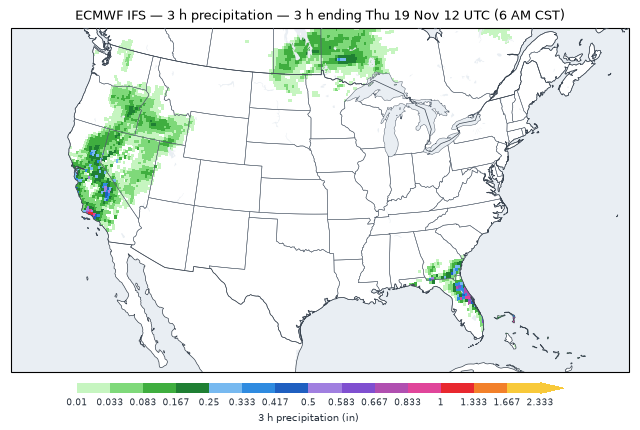 ECMWF IFS — 3 h precipitation — 3 h ending Thu 19 Nov 12 UTC (6 AM CST)
0.01 0.033 0.083 0.167 0.25 0.333 0.417 0.5 0.583 0.667 0.833 1 1.333 1.667 2.333
3 h precipitation (in)